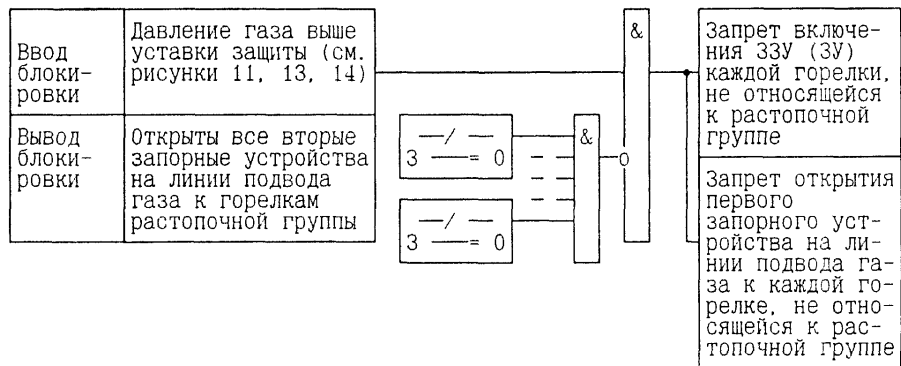 Ввод
блоки-
ровки
Давление газа выше
уставки защиты (см.
рисунки 11, 13, 14)
&
Запрет включе-
ния ЗЗУ (ЗУ)
каждой горелки,
не относящейся
к растопочной
группе
Вывод
блоки-
ровки
Открыты все вторые
запорные устройства
на линии подвода
газа к горелкам
растопочной группы
—/ —
З —= 0
—/ —
З —= 0
&
Запрет открытия
первого
запорного уст-
ройства на ли-
нии подвода га-
за к каждой го-
релке, не отно-
сящейся к рас-
топочной группе